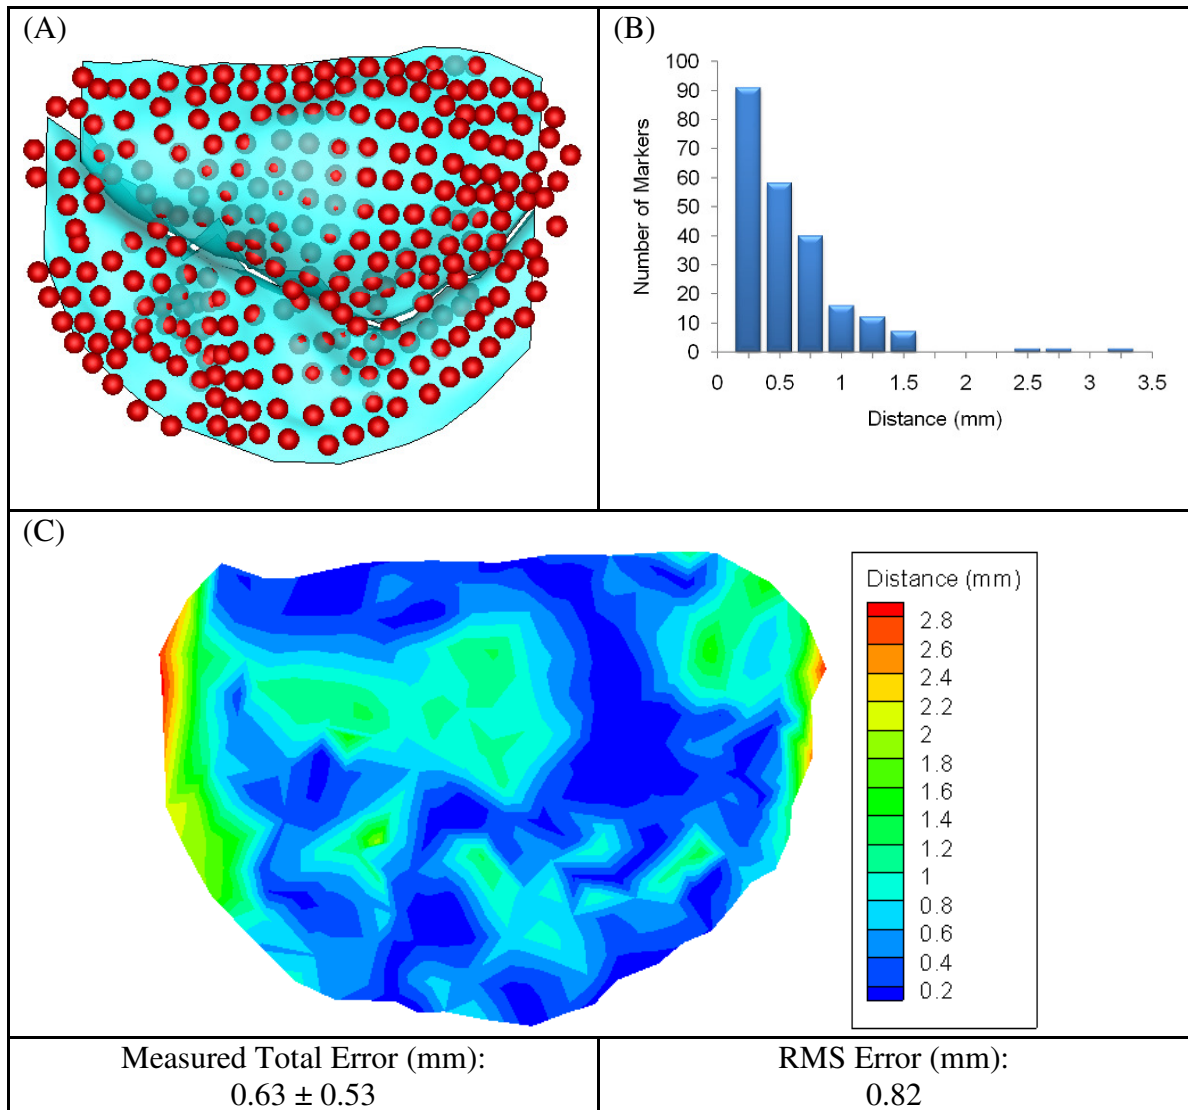 (A)
(B)
100
90
80
70
60
50
40
30
20
10
0
Number of Markers
0 0.5 1 1.5 2 2.5 3 3.5
Distance (mm)
(C)
Distance (mm)
2.8
2.6
2.4
2.2
2
1.8
1.6
1.4
1.2
1
0.8
0.6
0.4
0.2
Measured Total Error (mm):
0.63 ± 0.53
RMS Error (mm):
0.82